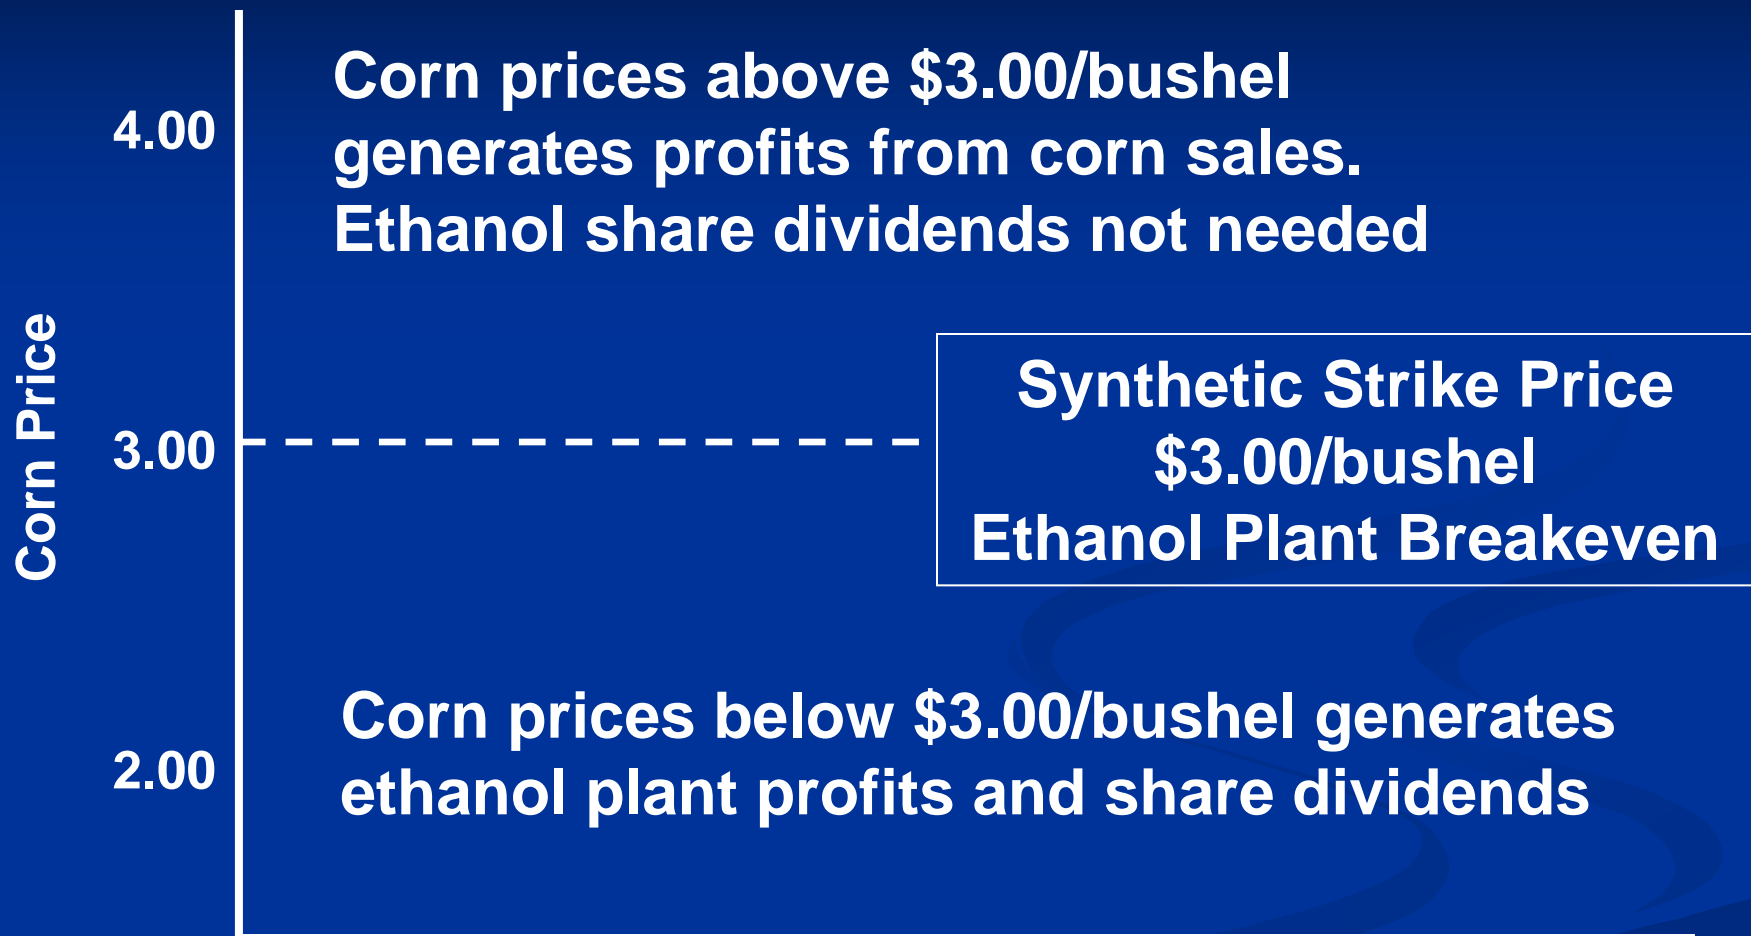 Corn prices above $3.00/bushel
generates profits from corn sales.
Ethanol share dividends not needed
4.00
Corn Price
3.00
Synthetic Strike Price
$3.00/bushel
Ethanol Plant Breakeven
2.00
Corn prices below $3.00/bushel generates
ethanol plant profits and share dividends